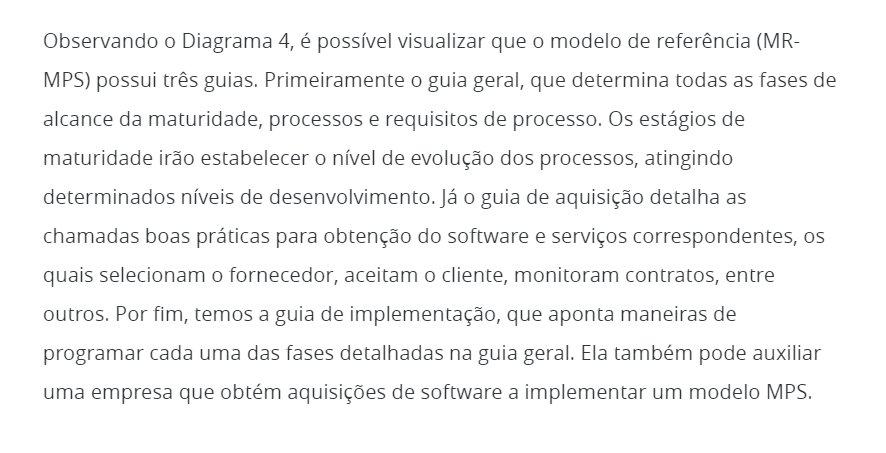 Observando o Diagrama 4, é possível visualizar que o modelo de referência (MR-
MPS) possui três guias. Primeiramente o guia geral, que determina todas as fases de
alcance da maturidade, processos e requisitos de processo. Os estágios de
maturidade irão estabelecer o nível de evolução dos processos, atingindo
determinados níveis de desenvolvimento. Já o guia de aquisição detalha as
chamadas boas práticas para obtenção do software e serviços correspondentes, os
quais selecionam o fornecedor, aceitam o cliente, monitoram contratos, entre
outros. Por fim, temos a guia de implementação, que aponta maneiras de
programar cada uma das fases detalhadas na guia geral. Ela também pode auxiliar
uma empresa que obtém aquisições de software a implementar um modelo MPS.